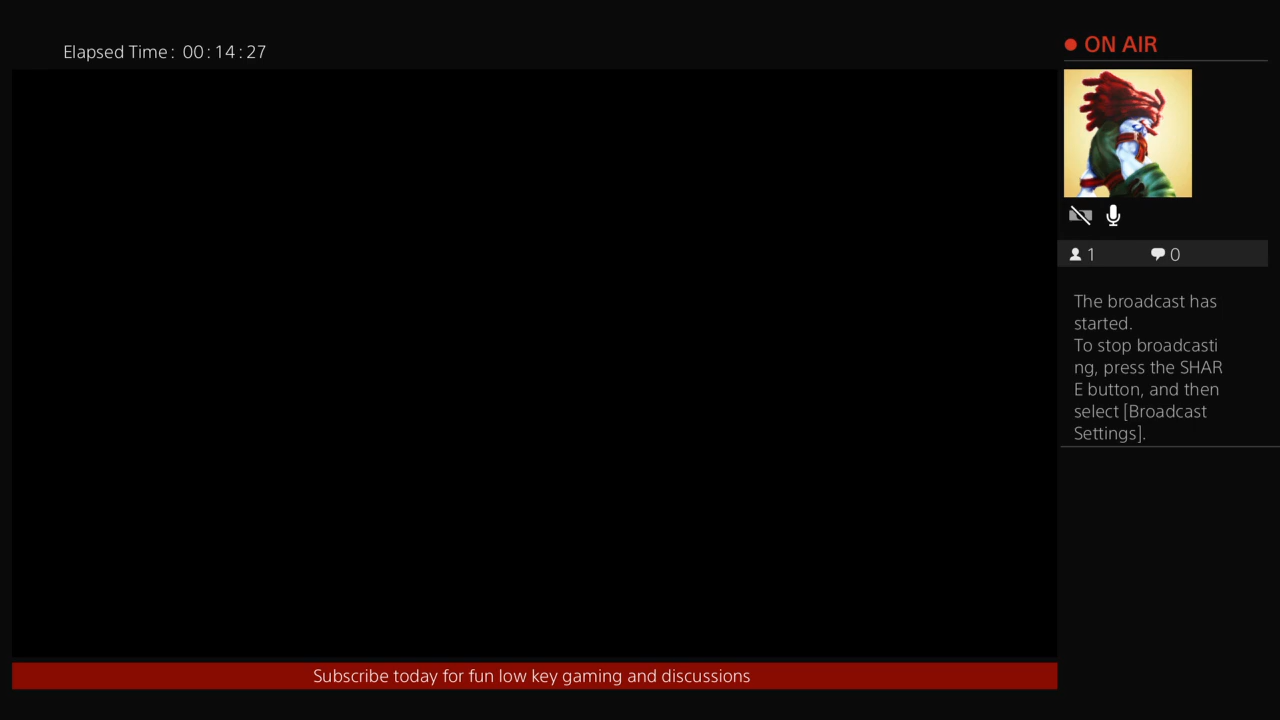 Elapsed Time: 00:14:27
ON AIR
1 0
The broadcast has
started.
To stop broadcasti
ng, press the SHAR
E button, and then
select [Broadcast
Settings].
Subscribe today for fun low key gaming and discussions